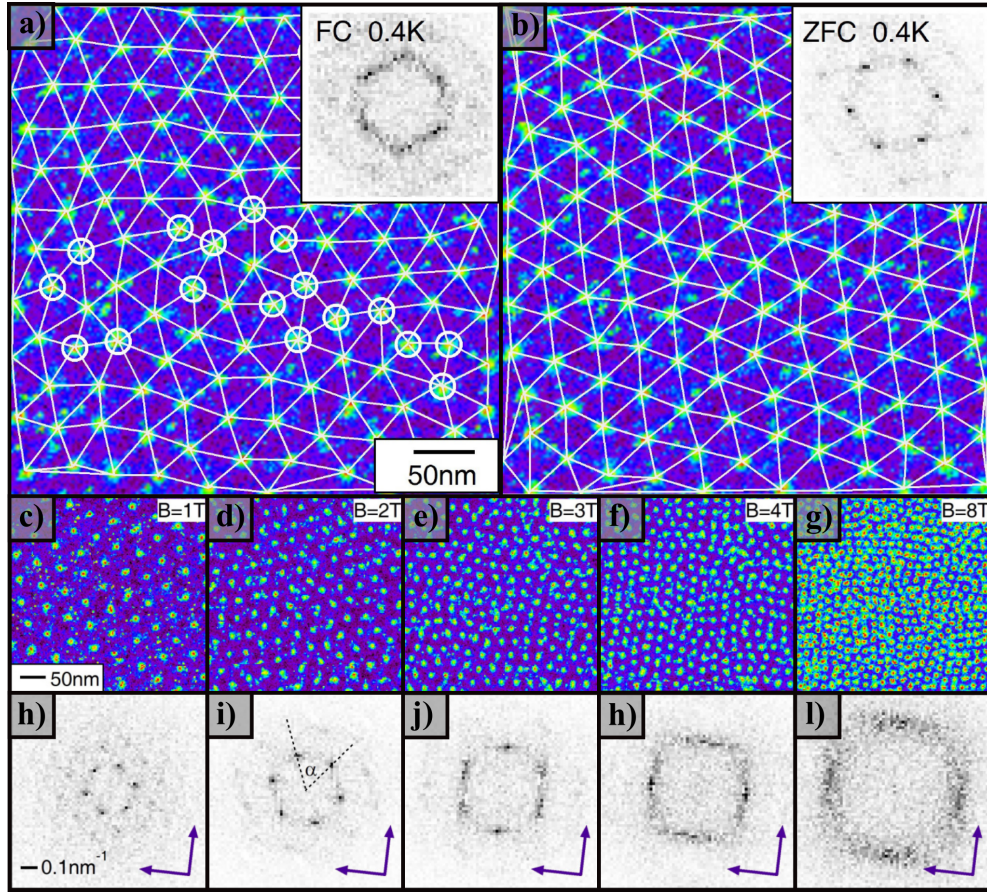 a)
FC 0.4K
50nm
b)
ZFC 0.4K
c)
B=1T
50nm
d)
B=2T
e)
B=3T
f)
B=4T
g)
B=8T
h)
0.1nm⁻¹
i)
α
j)
h)
l)